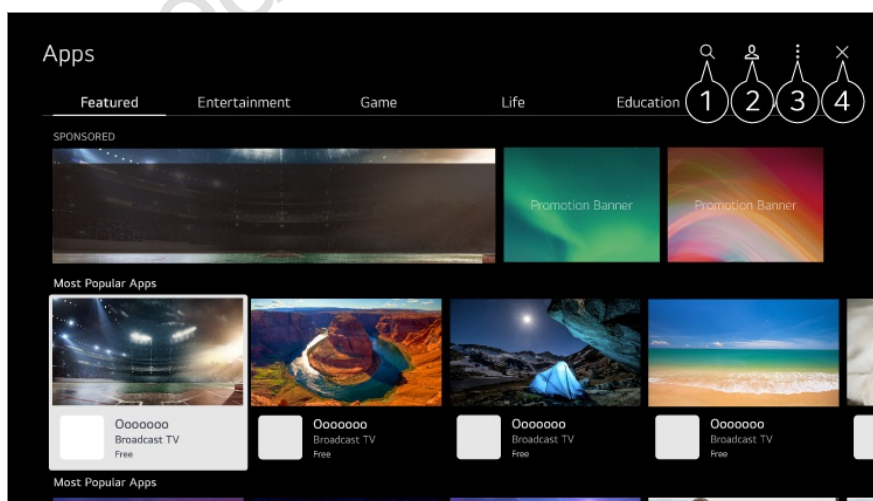 Apps
Featured Entertainment Game Life Education
1 2 3 4
SPONSORED
Promotion Banner Promotion Banner
Most Popular Apps
Ooooooo Ooooooo Ooooooo Ooooooo
Broadcast TV Broadcast TV Broadcast TV Broadcast TV
Free Free Free Free
Most Popular Apps